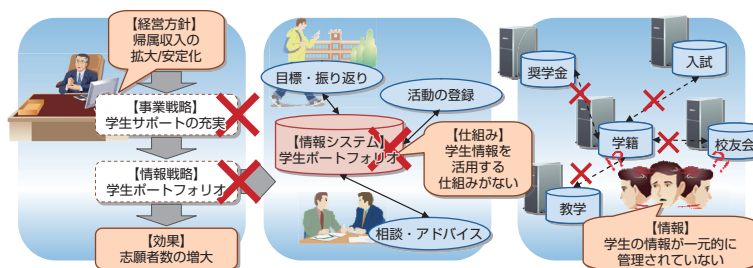 【経営方針】
帰属収入の
拡大/安定化
【事業戦略】
学生サポートの充実
【情報戦略】
学生ポートフォリオ
【効果】
志願者数の増大
目標・振り返り
活動の登録
【情報システム】
学生ポートフォリオ
【仕組み】
学生情報を
活用する
仕組みがない
相談・アドバイス
奨学金
入試
学籍
校友会
教学
!?
?
【情報】
学生の情報が一元的に
管理されていない